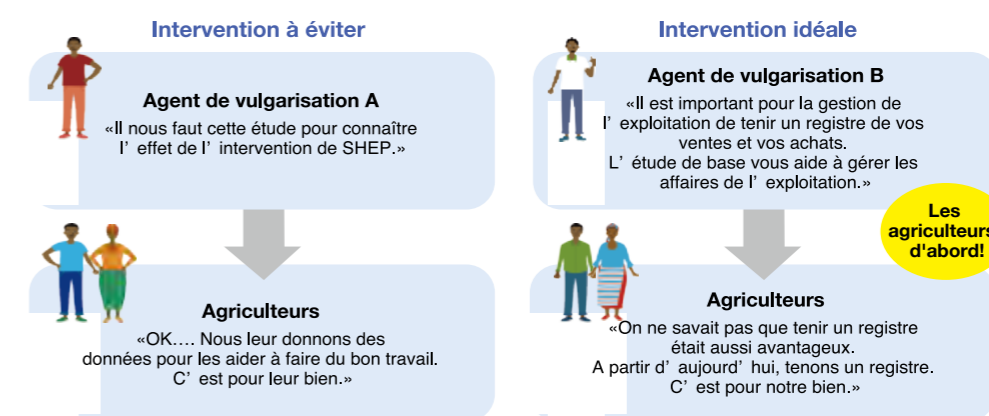 Intervention à éviter
Agent de vulgarisation A
«Il nous faut cette étude pour connaître
l’ effet de l’ intervention de SHEP.»
Agriculteurs
«OK.... Nous leur donnons des
données pour les aider à faire du bon travail.
C’ est pour leur bien.»
Intervention idéale
Agent de vulgarisation B
«Il est important pour la gestion de
l’ exploitation de tenir un registre de vos
ventes et vos achats.
L’ étude de base vous aide à gérer les
affaires de l’ exploitation.»
Les
agriculteurs
d'abord!
Agriculteurs
«On ne savait pas que tenir un registre
était aussi avantageux.
A partir d’ aujourd’ hui, tenons un registre.
C’ est pour notre bien.»